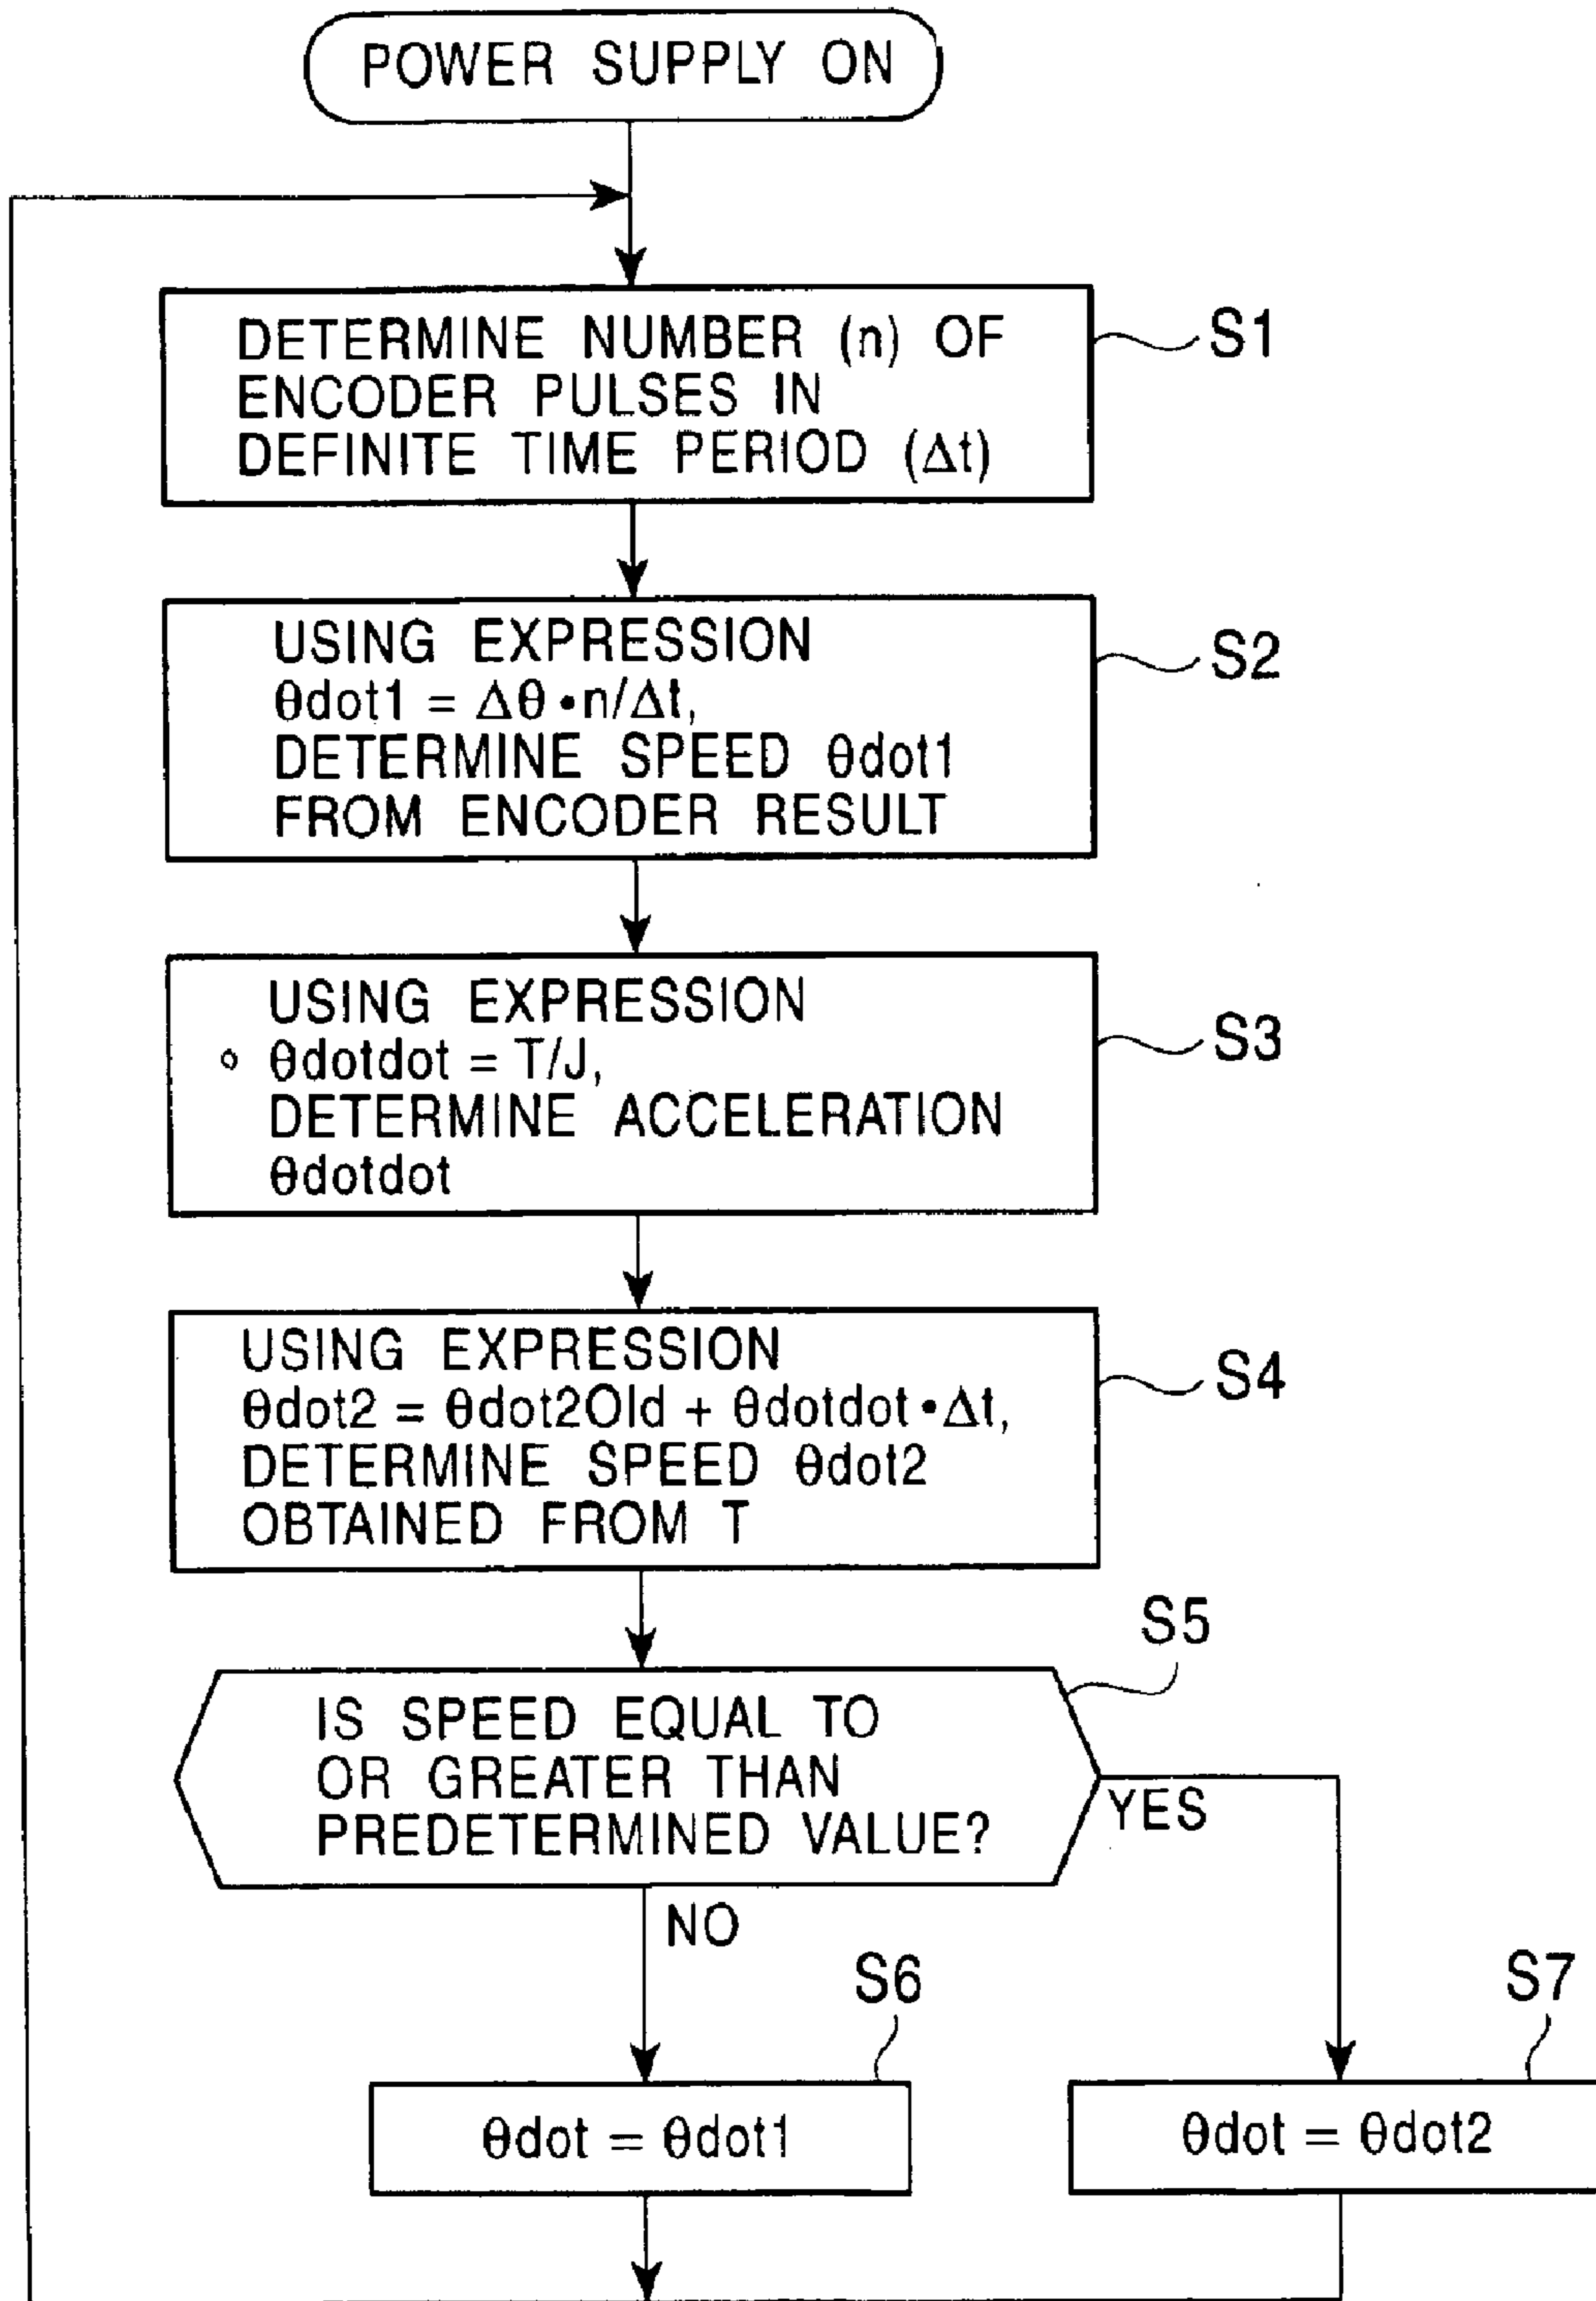 POWER SUPPLY ON
DETERMINE NUMBER (n) OF
ENCODER PULSES IN
DEFINITE TIME PERIOD (Δt)
S1
USING EXPRESSION
θdot1 = Δθ•n/Δt,
DETERMINE SPEED θdot1
FROM ENCODER RESULT
S2
USING EXPRESSION
θdotdot = T/J,
DETERMINE ACCELERATION
θdotdot
S3
USING EXPRESSION
θdot2 = θdot2Old + θdotdot•Δt,
DETERMINE SPEED θdot2
OBTAINED FROM T
S4
S5
IS SPEED EQUAL TO
OR GREATER THAN
PREDETERMINED VALUE?
YES
NO
S6
S7
θdot = θdot1
θdot = θdot2